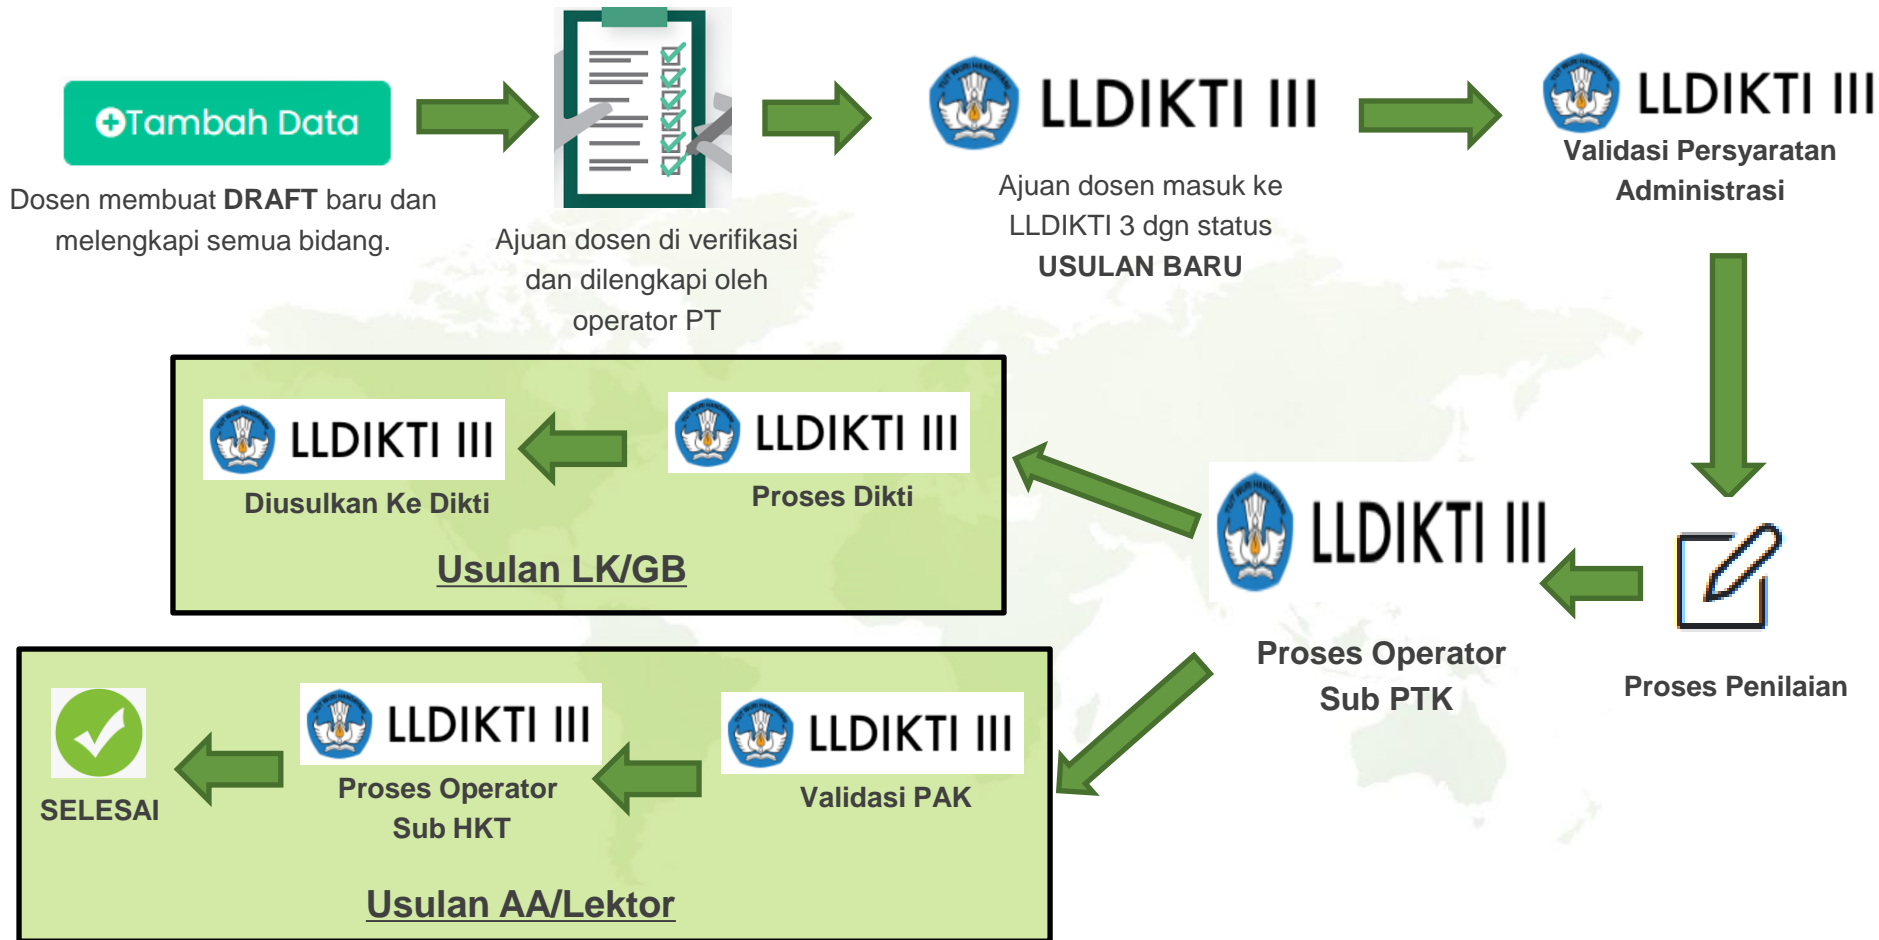 Tambah Data
Dosen membuat DRAFT baru dan
melengkapi semua bidang.
Ajuan dosen di verifikasi
dan dilengkapi oleh
operator PT
LLDIKTI III
Ajuan dosen masuk ke
LLDIKTI 3 dgn status
USULAN BARU
LLDIKTI III
Validasi Persyaratan
Administrasi
Proses Penilaian
LLDIKTI III
Proses Operator
Sub PTK
LLDIKTI III
Proses Dikti
LLDIKTI III
Diusulkan Ke Dikti
Usulan LK/GB
LLDIKTI III
Validasi PAK
LLDIKTI III
Proses Operator
Sub HKT
SELESAI
Usulan AA/Lektor